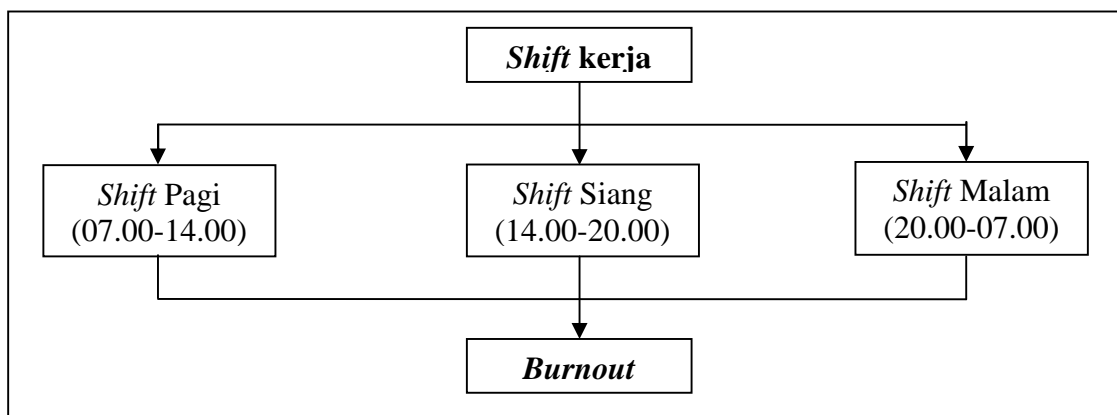 Shift kerja
Shift Pagi
(07.00-14.00)
Shift Siang
(14.00-20.00)
Shift Malam
(20.00-07.00)
Burnout